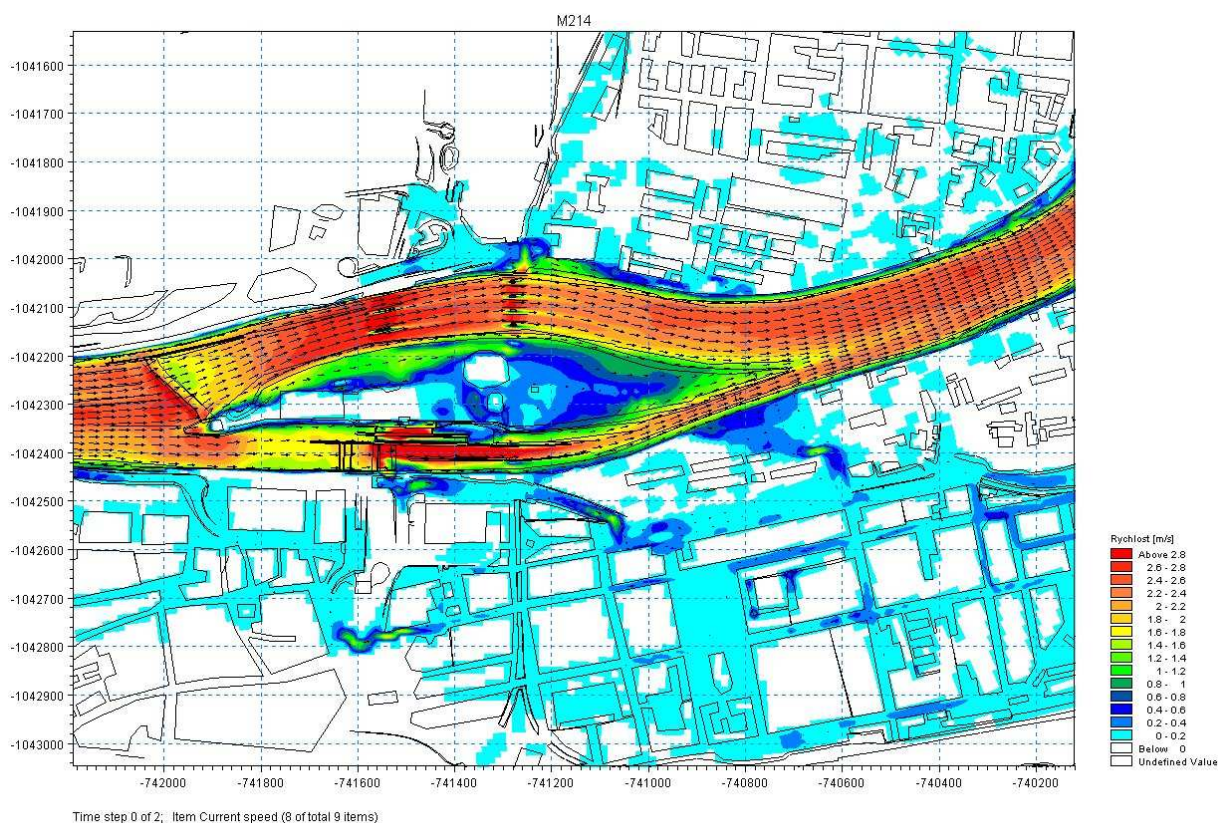 M214
-1041600
-1041700
-1041800
-1041900
-1042000
-1042100
-1042200
-1042300
-1042400
-1042500
-1042600
-1042700
-1042800
-1042900
-1043000
-742000 -741800 -741600 -741400 -741200 -741000 -740800 -740600 -740400 -740200
Rychlost [m/s]
Above 2.8
2.6 - 2.8
2.4 - 2.6
2.2 - 2.4
2 - 2.2
1.8 - 2
1.6 - 1.8
1.4 - 1.6
1.2 - 1.4
1 - 1.2
0.8 - 1
0.6 - 0.8
0.4 - 0.6
0.2 - 0.4
0 - 0.2
Below 0
Undefined Value
Time step 0 of 2; Item Current speed (8 of total 9 items)